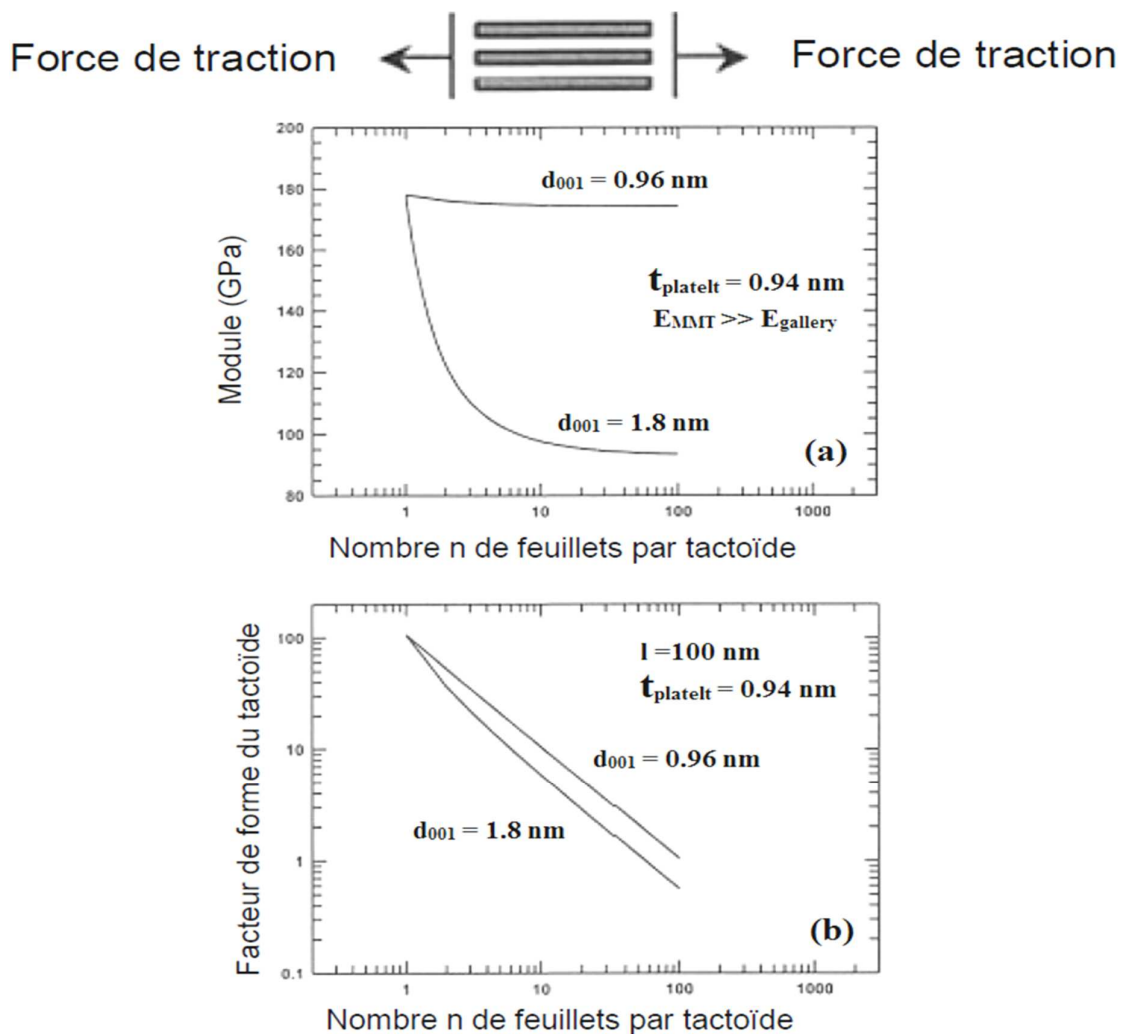 Force de traction
Force de traction
200
180
160
140
120
100
80
Module (GPa)
d001 = 0.96 nm
tplatelt = 0.94 nm
EMMT >> Egallery
d001 = 1.8 nm
(a)
1
10
100
1000
Nombre n de feuillets par tactoïde
100
10
1
0.1
Facteur de forme du tactoïde
l =100 nm
tplatelt = 0.94 nm
d001 = 0.96 nm
d001 = 1.8 nm
(b)
1
10
100
1000
Nombre n de feuillets par tactoïde